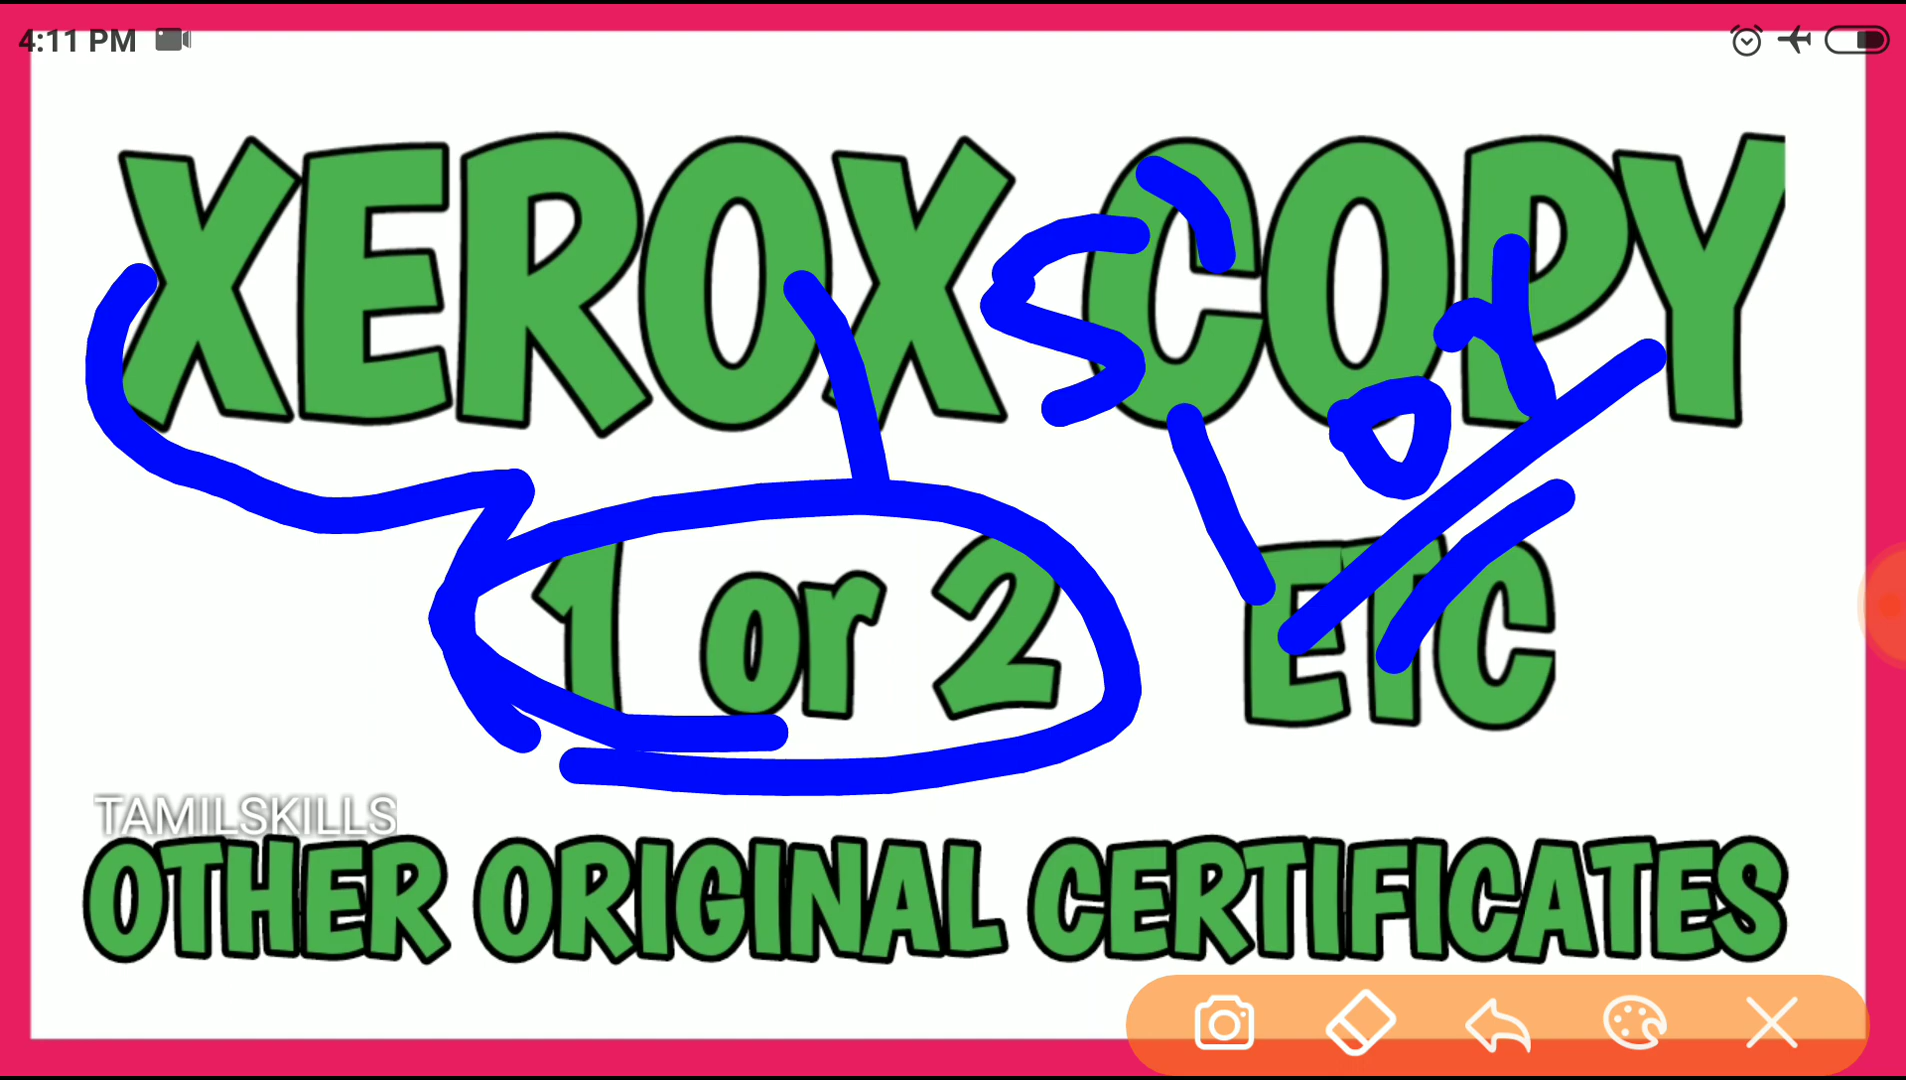 4:11 PM
XEROX COPY
1 or 2 ETC
TAMILSKILLS
OTHER ORIGINAL CERTIFICATES